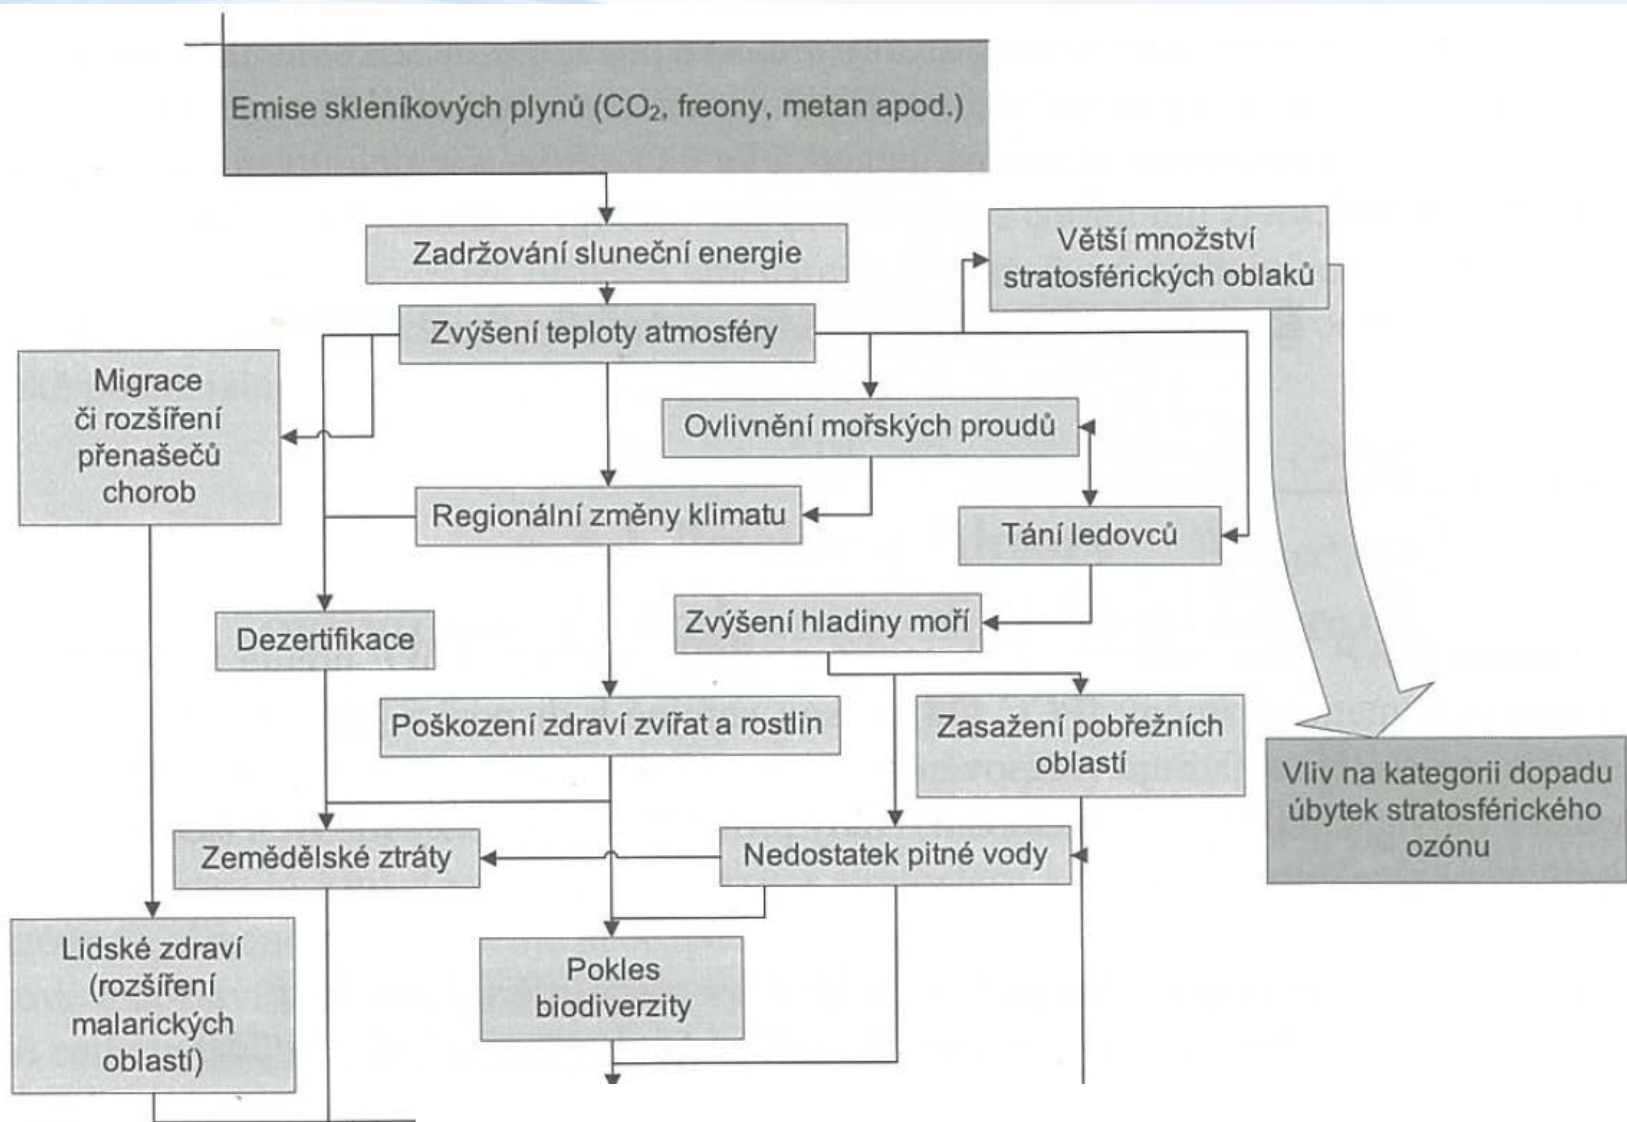 Emise skleníkových plynů (CO₂, freony, metan apod.)
Zadržování sluneční energie
Větší množství
stratosférických oblaků
Zvýšení teploty atmosféry
Migrace
či rozšíření
přenašečů
chorob
Ovlivnění mořských proudů
Regionální změny klimatu
Tání ledovců
Zvýšení hladiny moří
Dezertifikace
Poškození zdraví zvířat a rostlin
Zasažení pobřežních
oblastí
Vliv na kategorii dopadu
úbytek stratosférického
ozónu
Zemědělské ztráty
Nedostatek pitné vody
Lidské zdraví
(rozšíření
malarických
oblastí)
Pokles
biodiverzity